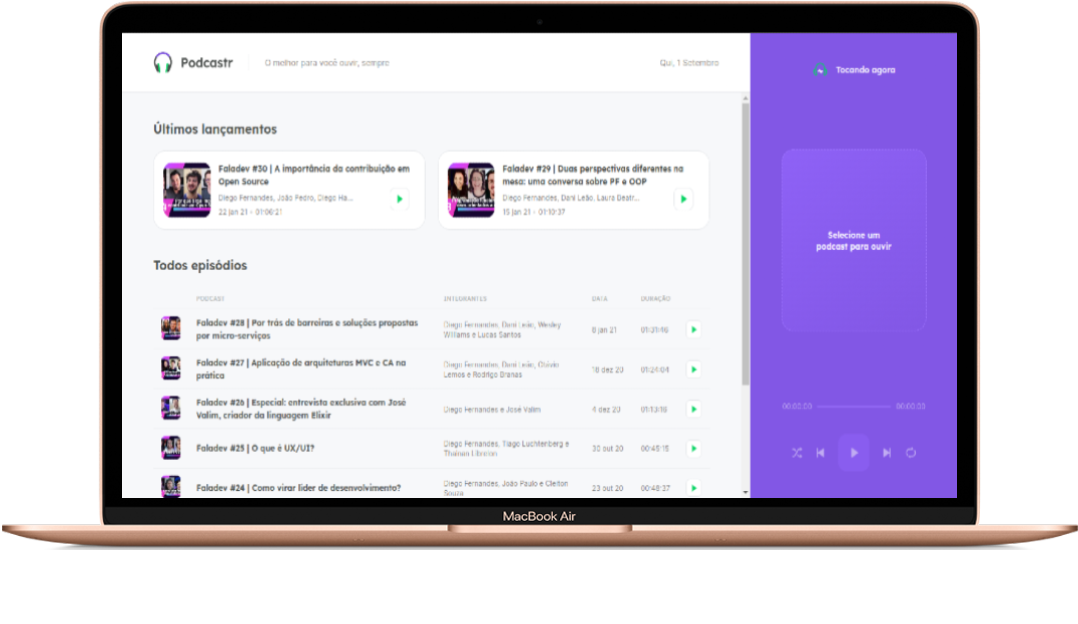 Podcastr
O melhor para você ouvir, sempre
Qui, 1 Setembro
Tocando agora
Últimos lançamentos
Faladev #30 | A importância da contribuição em
Open Source
Diego Fernandes, João Pedro, Diego Ha...
22 jan 21 - 01:06:21
Faladev #29 | Duas perspectivas diferentes na
mesa: uma conversa sobre PF e OOP
Diego Fernandes, Dani Leão, Laura Beatr...
15 jan 21 - 01:10:37
Selecione um
podcast para ouvir
Todos episódios
PODCAST
INTEGRANTES
DATA
DURAÇÃO
Faladev #28 | Por trás de barreiras e soluções propostas
por micro-serviços
Diego Fernandes, Dani Leão, Wesley
Williams e Lucas Santos
8 jan 21
Faladev #27 | Aplicação de arquiteturas MVC e CA na
prática
Diego Fernandes, Dani Leão, Otávio
Lemos e Rodrigo Branas
18 dez 20
01:24:04
Faladev #26 | Especial: entrevista exclusiva com José
Valim, criador da linguagem Elixir
Diego Fernandes e José Valim
4 dez 20
01:13:18
Faladev #25 | O que é UX/UI?
Diego Fernandes, Tiago Luchtenberg e
30 out 20
00:45:15
Faladev #24 | Como virar líder de desenvolvimento?
Diego Fernandes, João Paulo e Cleiton
Souza
23 out 20
00:48:37
00:00:00
00:00:00
MacBook Air